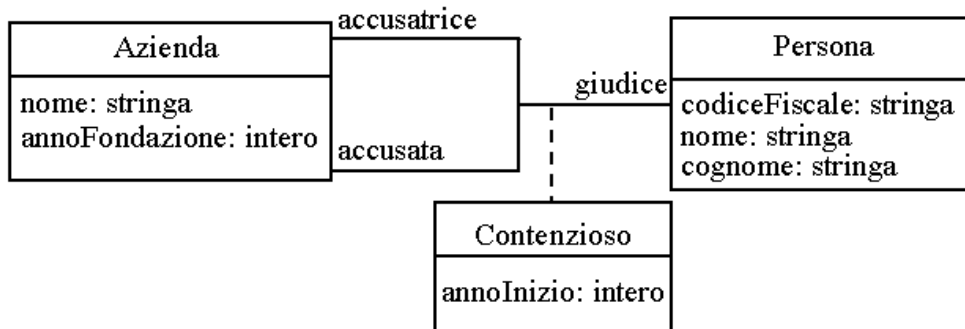 accusatrice
Azienda
nome: stringa
annoFondazione: intero
accusata
giudice
Persona
codiceFiscale: stringa
nome: stringa
cognome: stringa
Contenzioso
annoInizio: intero